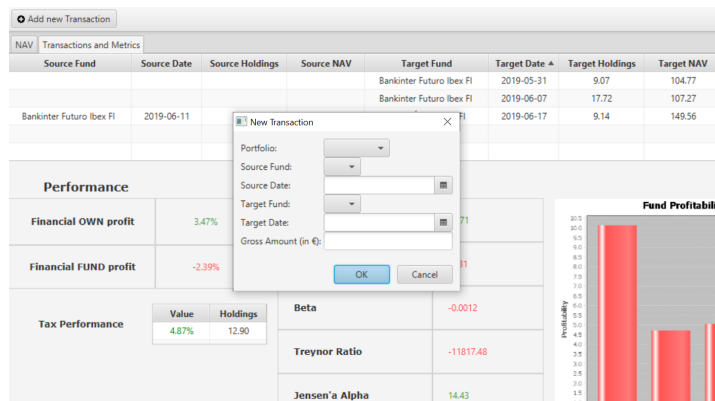 Add new Transaction
NAV Transactions and Metrics
Source Fund Source Date Source Holdings Source NAV Target Fund Target Date Target Holdings Target NAV
Bankinter Futuro Ibex FI 2019-05-31 9.07 104.77
Bankinter Futuro Ibex FI 2019-06-07 17.72 107.27
Bankinter Futuro Ibex FI 2019-06-11 FI 2019-06-17 9.14 149.56
New Transaction
Portfolio:
Source Fund:
Source Date:
Target Fund:
Target Date:
Gross Amount (in €):
OK Cancel
Performance
Financial OWN profit 3.47% 71
Financial FUND profit -2.39% 31
Tax Performance
Value Holdings
4.87% 12.90
Beta -0.0012
Treynor Ratio -11817.48
Jensen'a Alpha 14.43
Fund Profitabili
Profitability
10.5
9.5
9.0
8.5
8.0
7.5
7.0
6.5
6.0
5.5
5.0
4.5
4.0
3.5
3.0
2.5
2.0
1.5